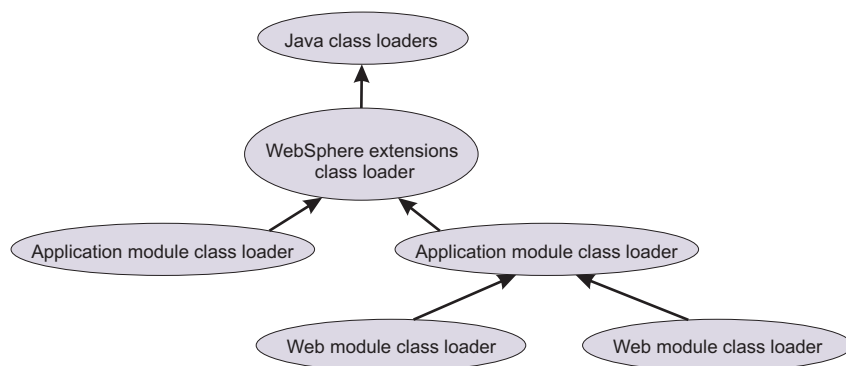 Java class loaders
WebSphere extensions
class loader
Application module class loader
Application module class loader
Web module class loader
Web module class loader